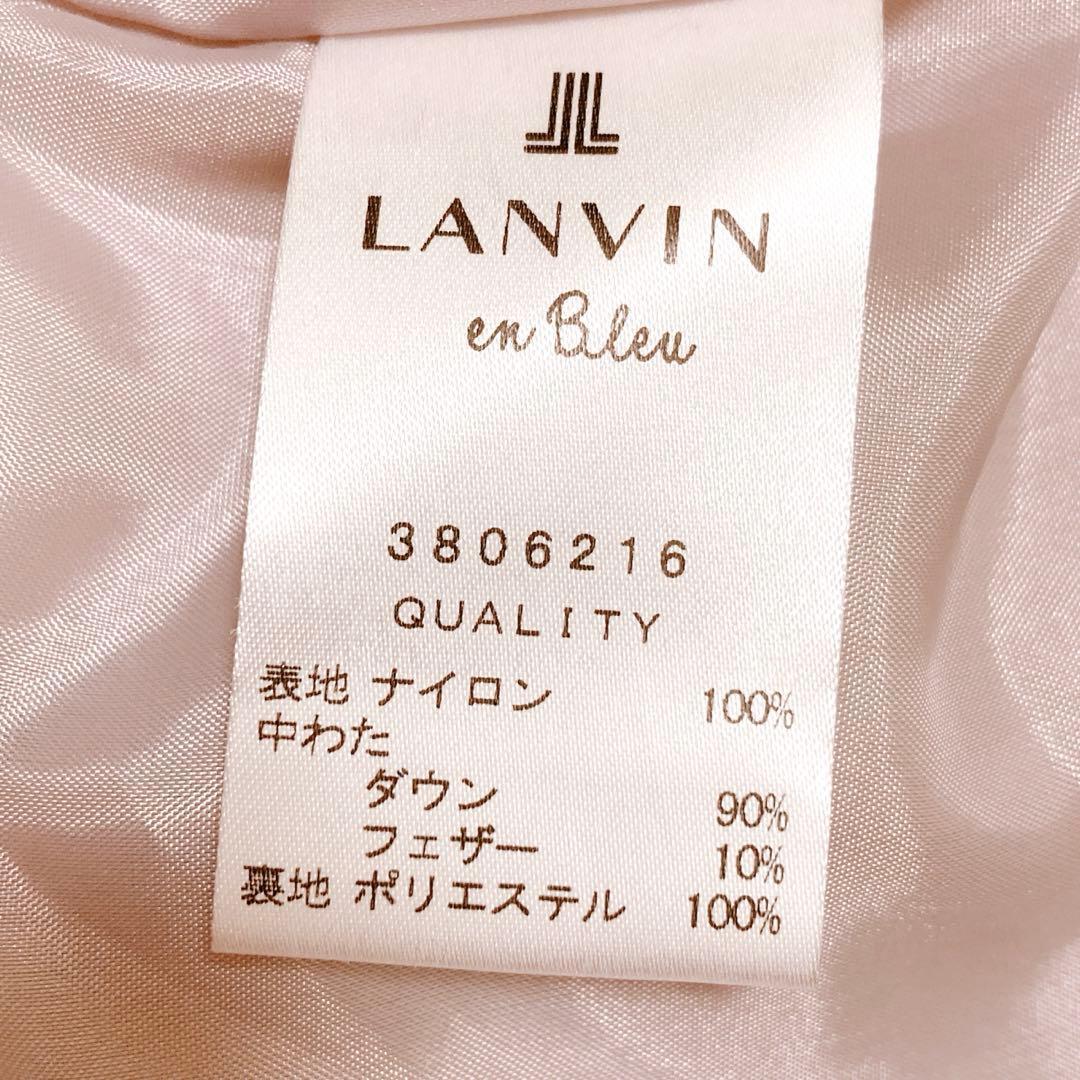 LANVIN
en Bleu
3806216
QUALITY
表地 ナイロン 100%
中わた
ダウン 90%
フェザー 10%
裏地 ポリエステル 100%